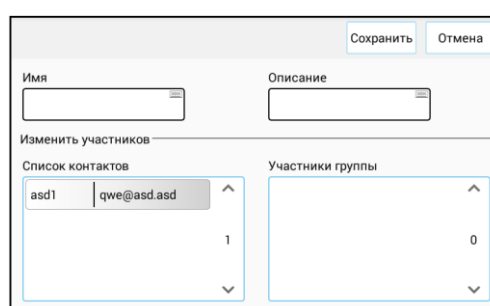 Сохранить Отмена
Имя Описание
Изменить участников
Список контактов Участники группы
asd1 qwe@asd.asd
1 0